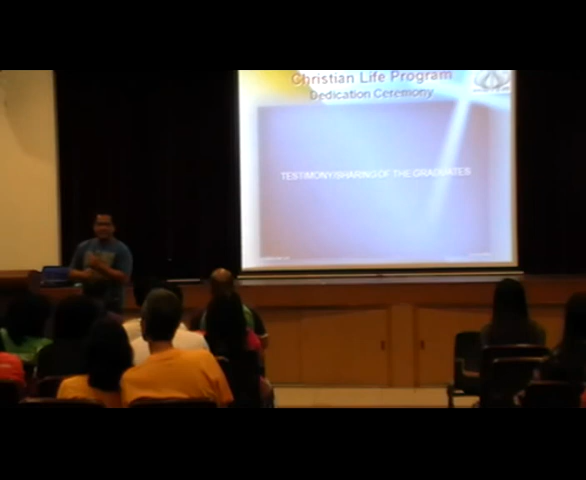 Christian Life Program
Dedication Ceremony
TESTIMONY/SHARING OF THE GRADUATES